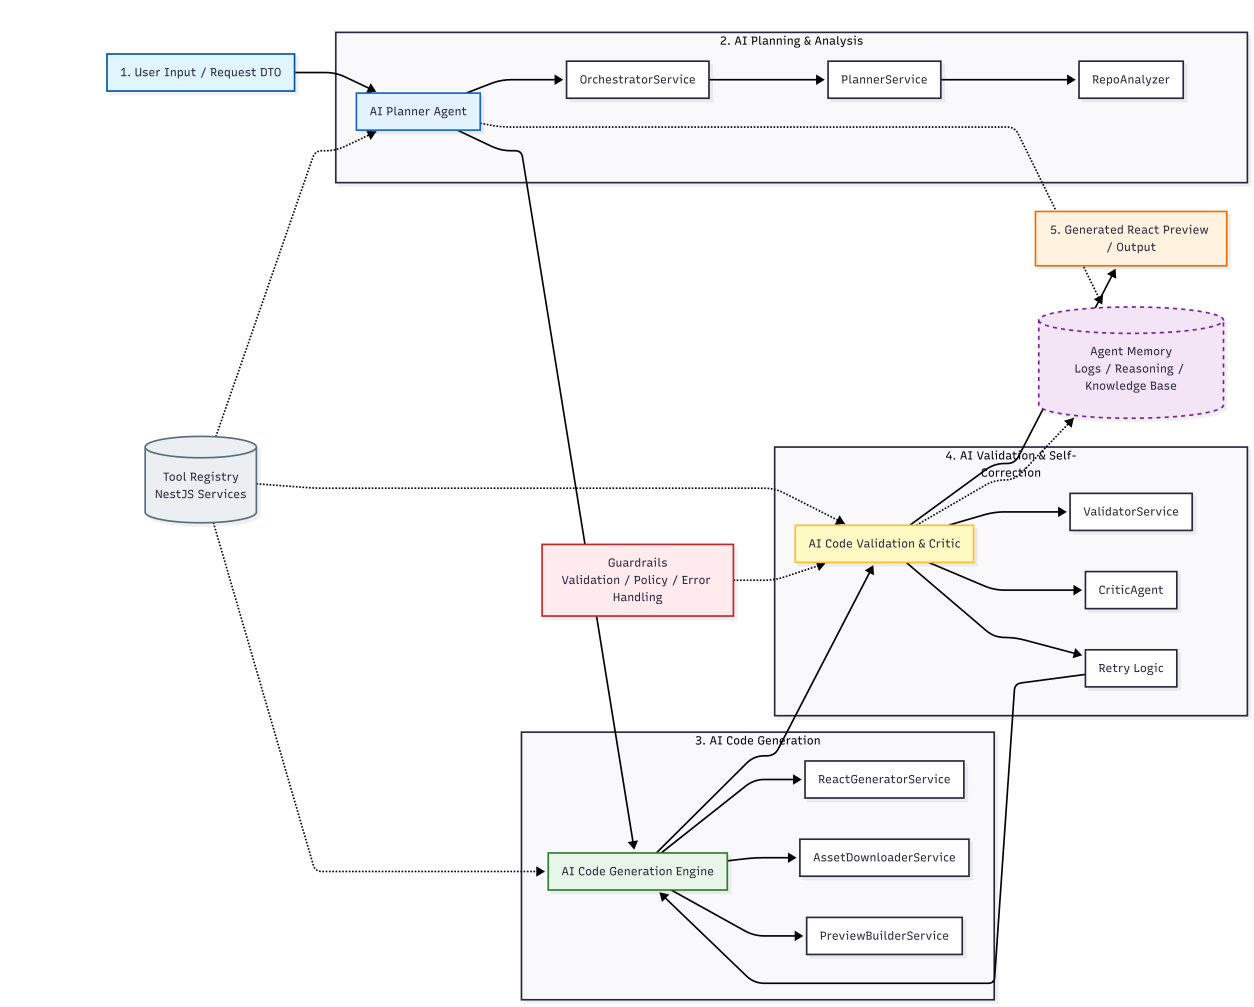 2. AI Planning & Analysis
1. User Input / Request DTO
OrchestratorService
PlannerService
RepoAnalyzer
AI Planner Agent
5. Generated React Preview
/ Output
Agent Memory
Logs / Reasoning /
Knowledge Base
Tool Registry
NestJS Services
4. AI Validation & Self-
Correction
ValidatorService
AI Code Validation & Critic
Guardrails
Validation / Policy / Error
Handling
CriticAgent
Retry Logic
3. AI Code Generation
ReactGeneratorService
AssetDownloaderService
AI Code Generation Engine
PreviewBuilderService